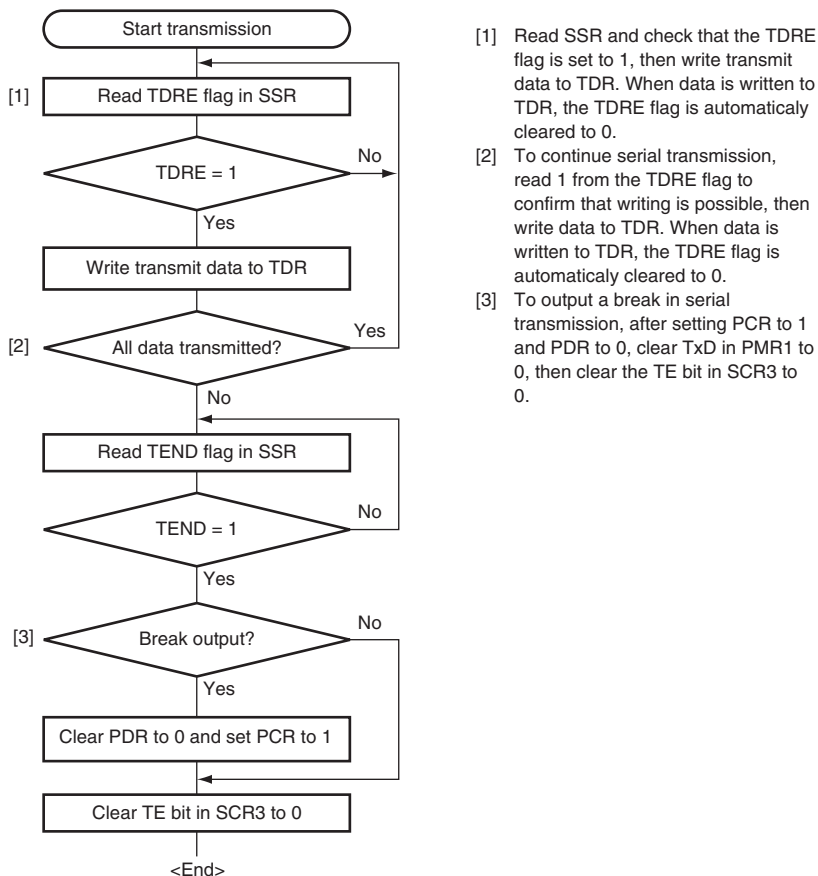 Start transmission
[1]
Read TDRE flag in SSR
TDRE = 1
No
Yes
Write transmit data to TDR
[2]
All data transmitted?
Yes
No
Read TEND flag in SSR
TEND = 1
No
Yes
[3]
Break output?
No
Yes
Clear PDR to 0 and set PCR to 1
Clear TE bit in SCR3 to 0
<End>
[1] Read SSR and check that the TDRE
flag is set to 1, then write transmit
data to TDR. When data is written to
TDR, the TDRE flag is automaticaly
cleared to 0.
[2] To continue serial transmission,
read 1 from the TDRE flag to
confirm that writing is possible, then
write data to TDR. When data is
written to TDR, the TDRE flag is
automaticaly cleared to 0.
[3] To output a break in serial
transmission, after setting PCR to 1
and PDR to 0, clear TxD in PMR1 to
0, then clear the TE bit in SCR3 to
0.